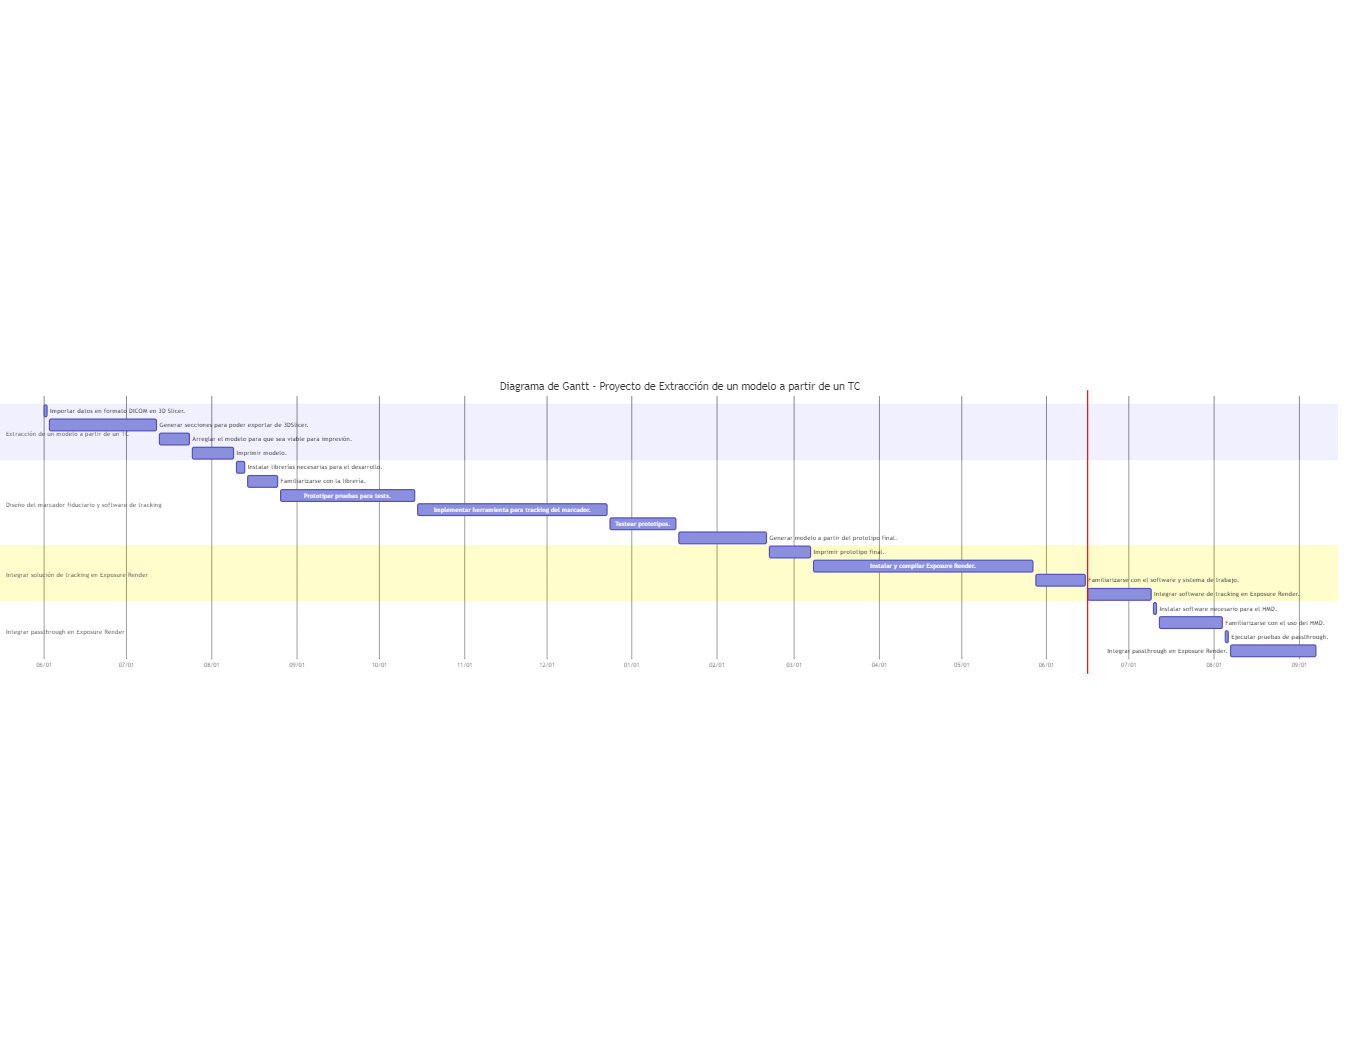 Diagrama de Gantt - Proyecto de Extracción de un modelo a partir de un TC
Importar datos en formato DICOM en 3D Slicer.
Generar secciones para poder exportar de 3DSlicer.
Extracción de un modelo a partir de un TC
Arreglar el modelo para que sea viable para impresión.
Imprimir modelo.
Instalar librerías necesarias para el desarrollo.
Familiarizarse con la librería.
Prototipar pruebas para tests.
Diseño del marcador fiduciario y software de tracking
Implementar herramienta para tracking del marcador.
Testear prototipos.
Generar modelo a partir del prototipo final.
Imprimir prototipo final.
Instalar y compilar Exposure Render.
Integrar solución de tracking en Exposure Render
Familiarizarse con el software y sistema de trabajo.
Integrar software de tracking en Exposure Render.
Instalar software necesario para el HMD.
Familiarizarse con el uso del HMD.
Integrar passthrough en Exposure Render
Ejecutar pruebas de passthrough.
Integrar passthrough en Exposure Render.
06/01 07/01 08/01 09/01 10/01 11/01 12/01 01/01 02/01 03/01 04/01 05/01 06/01 07/01 08/01 09/01